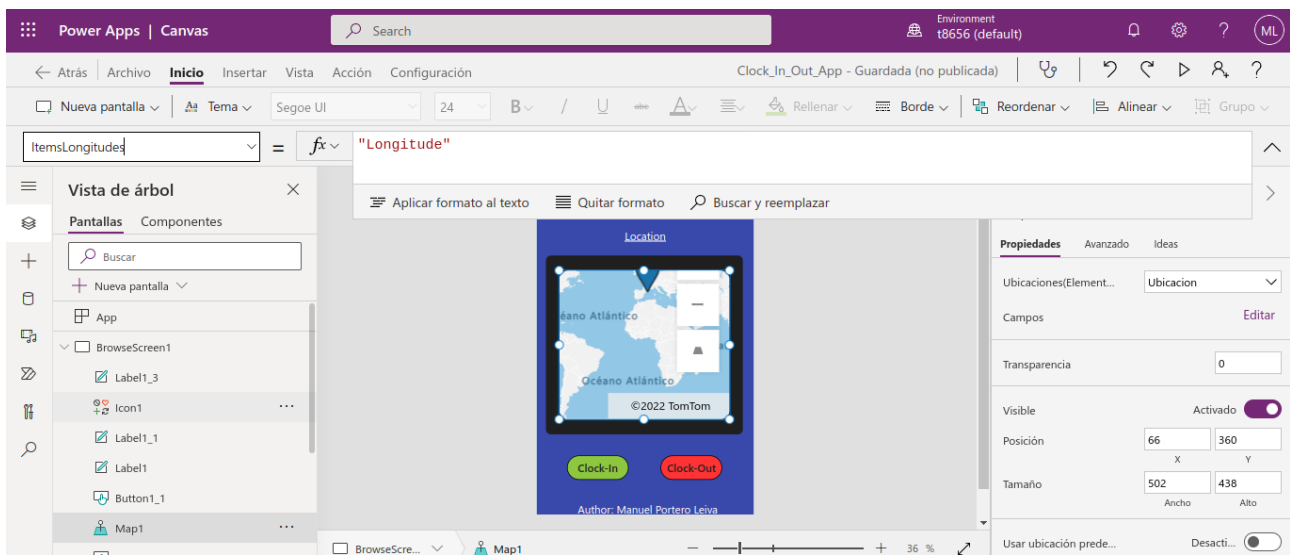 Power Apps | Canvas
Search
Environment
t8656 (default)
?
ML
Atrás
Archivo
Inicio
Insertar
Vista
Acción
Configuración
Clock_In_Out_App - Guardada (no publicada)
?
Nueva pantalla
Aa Tema
Segoe UI
24
B
/
U
abc
A
Rellenar
Borde
Reordenar
Alinear
Grupo
ItemsLongitudes
=
fx
"Longitude"
Aplicar formato al texto
Quitar formato
Buscar y reemplazar
Vista de árbol
Pantallas
Componentes
Buscar
Nueva pantalla
App
BrowseScreen1
Label1_3
Icon1
...
Label1_1
Label1
Button1_1
Map1
...
Location
éano Atlántico
Océano Atlántico
©2022 TomTom
Clock-In
Clock-Out
Author: Manuel Portero Leiva
BrowseScre...
Map1
36 %
Propiedades
Avanzado
Ideas
Ubicaciones(Element...
Ubicacion
Campos
Editar
Transparencia
0
Visible
Activado
Posición
66
360
X
Y
Tamaño
502
438
Ancho
Alto
Usar ubicación prede...
Desacti...